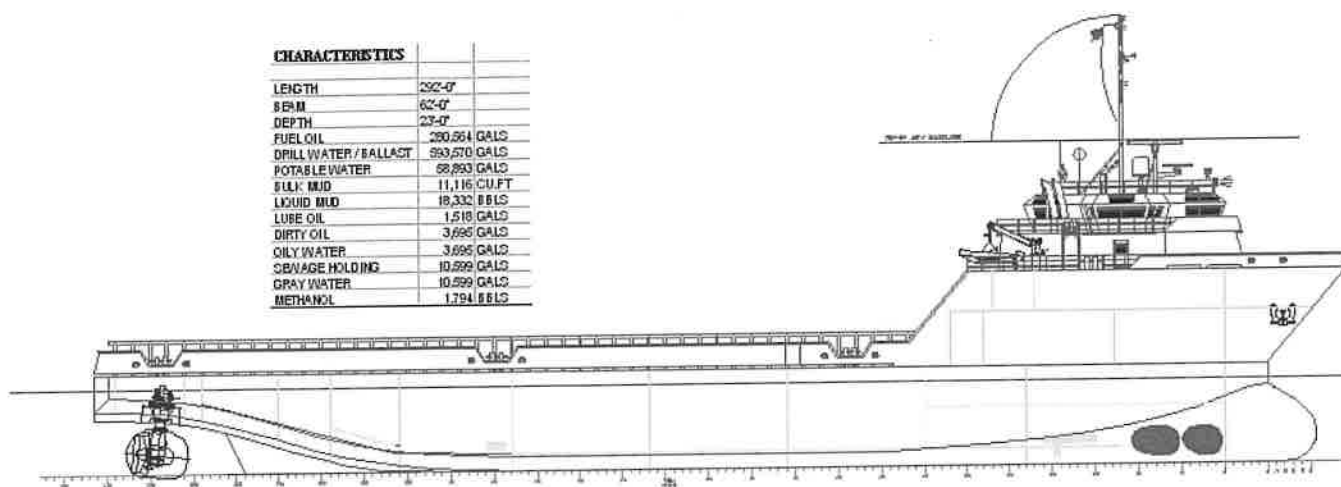 CHARACTERISTICS
LENGTH 292'-0"
BEAM 62'-0"
DEPTH 23'-0"
FUEL OIL 280,564 GALS
DRILL WATER / BALLAST 593,570 GALS
POTABLE WATER 58,893 GALS
BULK MUD 11,116 CU.FT
LIQUID MUD 18,332 BBLS
LUBE OIL 1,518 GALS
DIRTY OIL 3,695 GALS
OILY WATER 3,695 GALS
SEWAGE HOLDING 10,599 GALS
GRAY WATER 10,599 GALS
METHANOL 1,794 BBLS